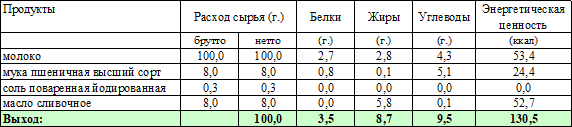 Продукты Расход сырья (г.) Белки Жиры Углеводы Энергетическая ценность
брутто нетто (г.) (г.) (г.) (ккал)
молоко 100,0 100,0 2,7 2,8 4,3 53,4
мука пшеничная высший сорт 8,0 8,0 0,8 0,1 5,1 24,4
соль поваренная йодированная 0,3 0,3 0,0 0,0 0,0 0,0
масло сливочное 8,0 8,0 0,0 5,8 0,1 52,7
Выход: 100,0 3,5 8,7 9,5 130,5